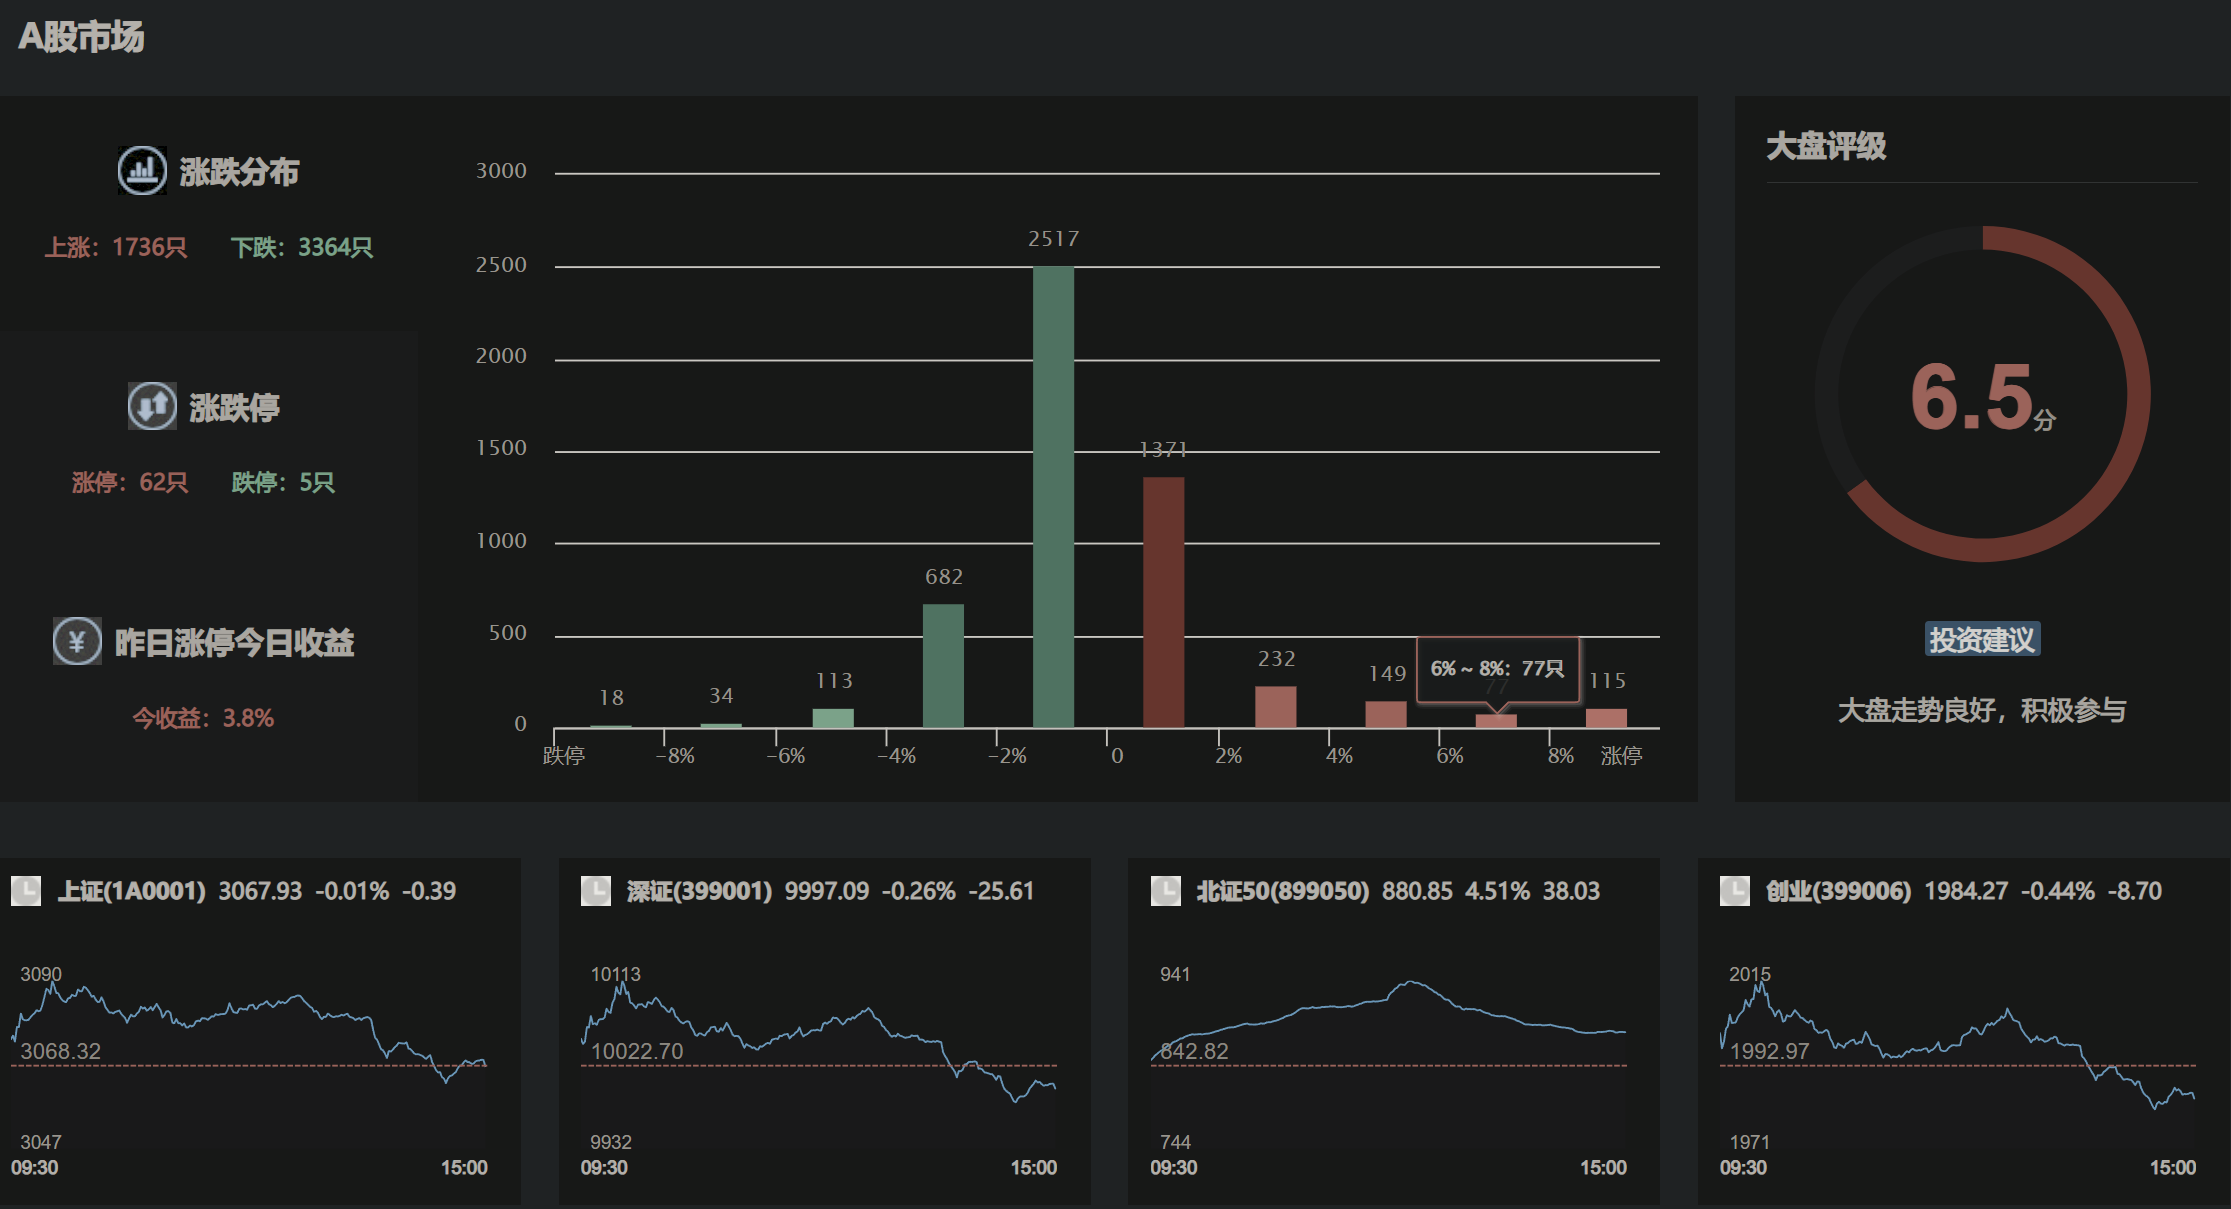 A股市场
涨跌分布
上涨：1736只 下跌：3364只
涨跌停
涨停：62只 跌停：5只
¥ 昨日涨停今日收益
今收益：3.8%
3000
2500
2000
1500
1000
500
0
18
34
113
682
2517
1371
232
149
77
115
6% ~ 8%：77只
跌停 -8% -6% -4% -2% 0 2% 4% 6% 8% 涨停
大盘评级
6.5分
投资建议
大盘走势良好，积极参与
上证(1A0001) 3067.93 -0.01% -0.39
3090
3068.32
3047
09:30 15:00
深证(399001) 9997.09 -0.26% -25.61
10113
10022.70
9932
09:30 15:00
北证50(899050) 880.85 4.51% 38.03
941
842.82
744
09:30 15:00
创业(399006) 1984.27 -0.44% -8.70
2015
1992.97
1971
09:30 15:00